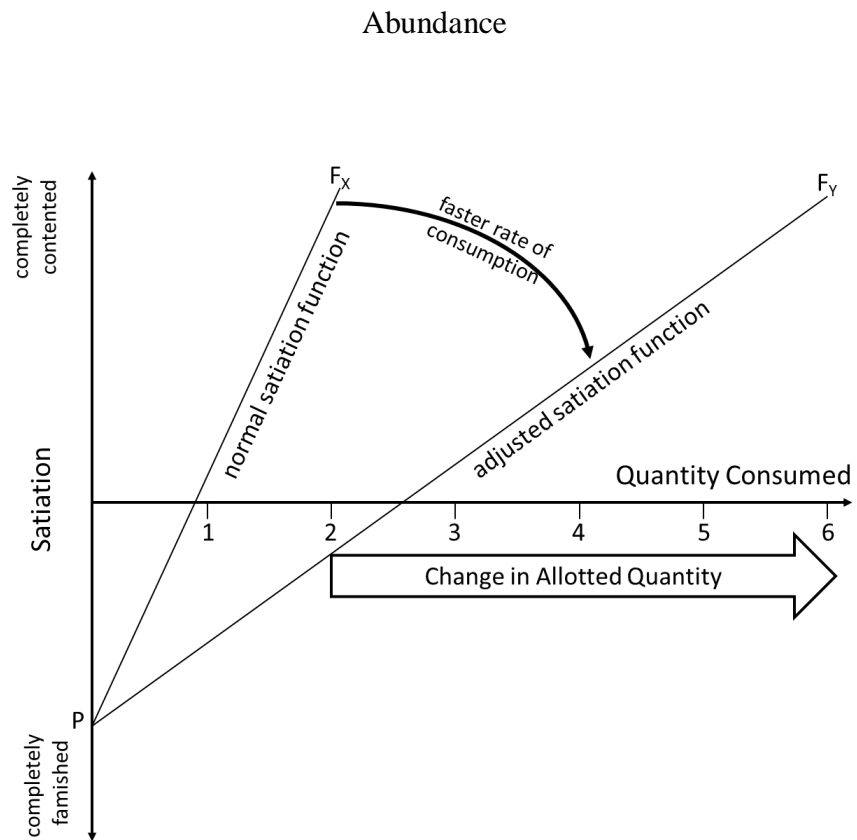 Abundance
completely
contented
F_X
F_Y
faster rate of
consumption
normal satiation function
adjusted satiation function
Satiation
Quantity Consumed
1 2 3 4 5 6
Change in Allotted Quantity
P
completely
famished